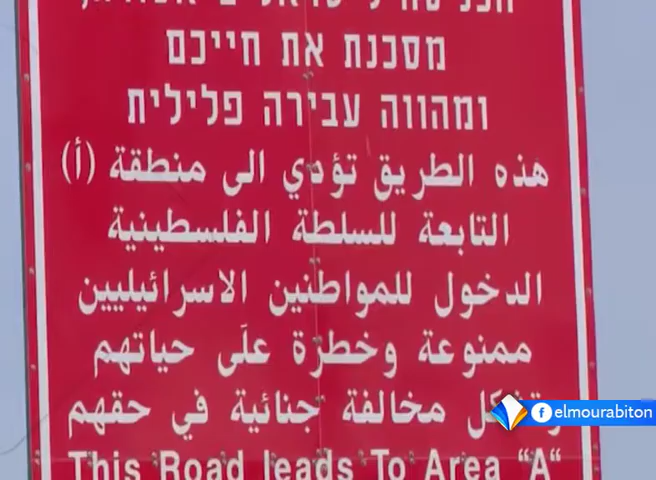 מסכנת את חייכם
ומהווה עבירה פלילית
هذه الطريق تؤدي الى منطقة (أ)
التابعة للسلطة الفلسطينية
الدخول للمواطنين الاسرائيليين
ممنوعة وخطرة علَى حياتهم
مخالفة جنائية في حقهم
elmourabiton
This Road leads To Area “A“